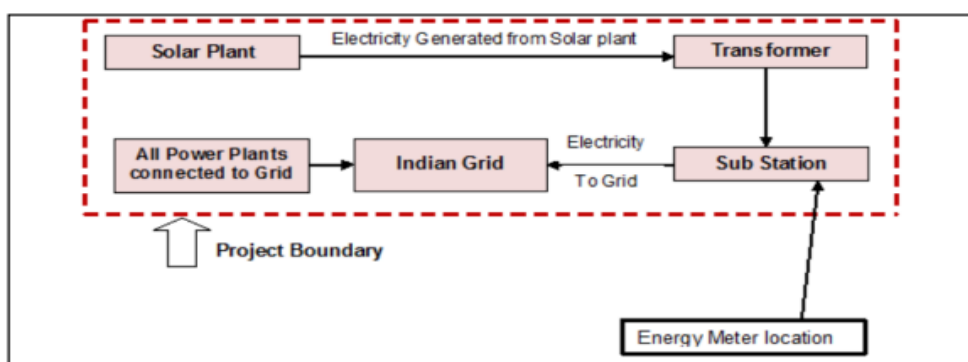 Solar Plant
Electricity Generated from Solar plant
Transformer
All Power Plants
connected to Grid
Indian Grid
Electricity
To Grid
Sub Station
Project Boundary
Energy Meter location